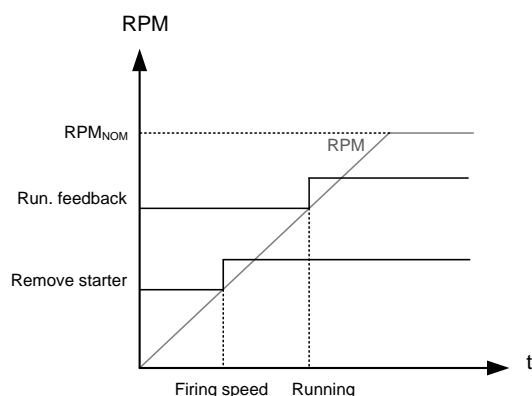 RPM
RPMNOM
RPM
Run. feedback
Remove starter
t
Firing speed
Running